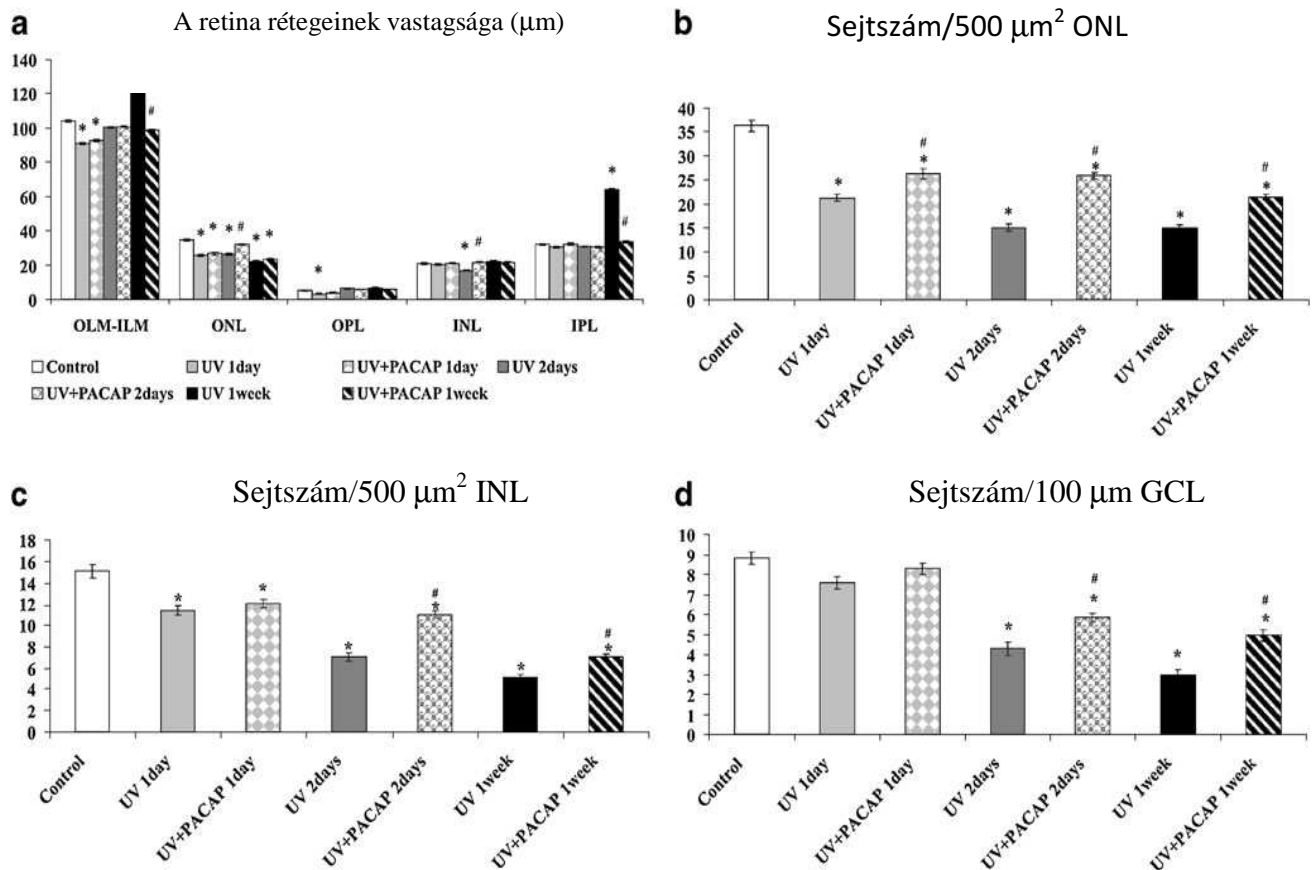 a
A retina rétegeinek vastagsága (μm)
140
120
100
80
60
40
20
0
* * # * * * # * * * * # * #
OLM-ILM ONL OPL INL IPL
Control UV 1day UV+PACAP 1day UV 2days
UV+PACAP 2days UV 1week UV+PACAP 1week
b
Sejtszám/500 μm² ONL
40
35
30
25
20
15
10
5
0
* # * * # * * # *
Control
UV 1day
UV+PACAP 1day
UV 2days
UV+PACAP 2days
UV 1week
UV+PACAP 1week
c
Sejtszám/500 μm² INL
18
16
14
12
10
8
6
4
2
0
* * * # * * # *
Control
UV 1day
UV+PACAP 1day
UV 2days
UV+PACAP 2days
UV 1week
UV+PACAP 1week
d
Sejtszám/100 μm GCL
10
9
8
7
6
5
4
3
2
1
0
* # * * # *
Control
UV 1day
UV+PACAP 1day
UV 2days
UV+PACAP 2days
UV 1week
UV+PACAP 1week